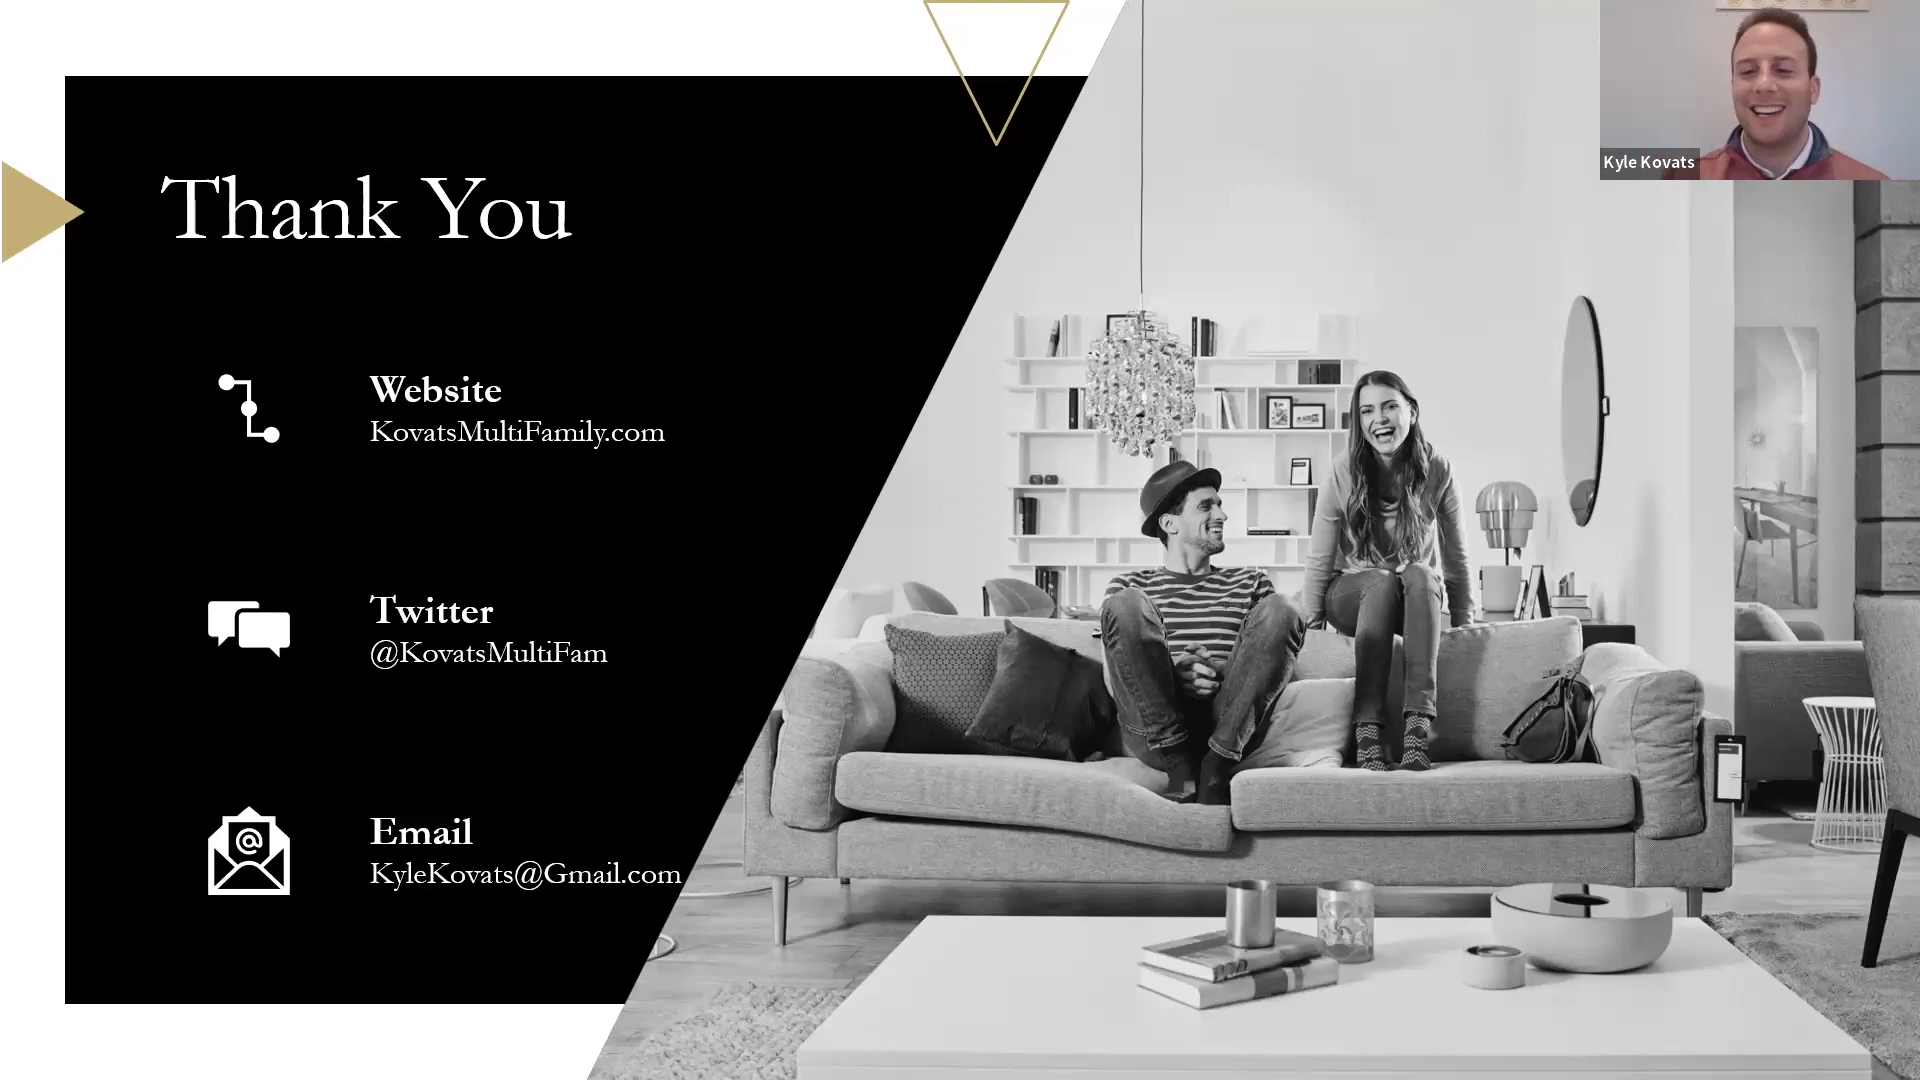 Kyle Kovats
Thank You
Website
KovatsMultiFamily.com
Twitter
@KovatsMultiFam
Email
KyleKovats@Gmail.com